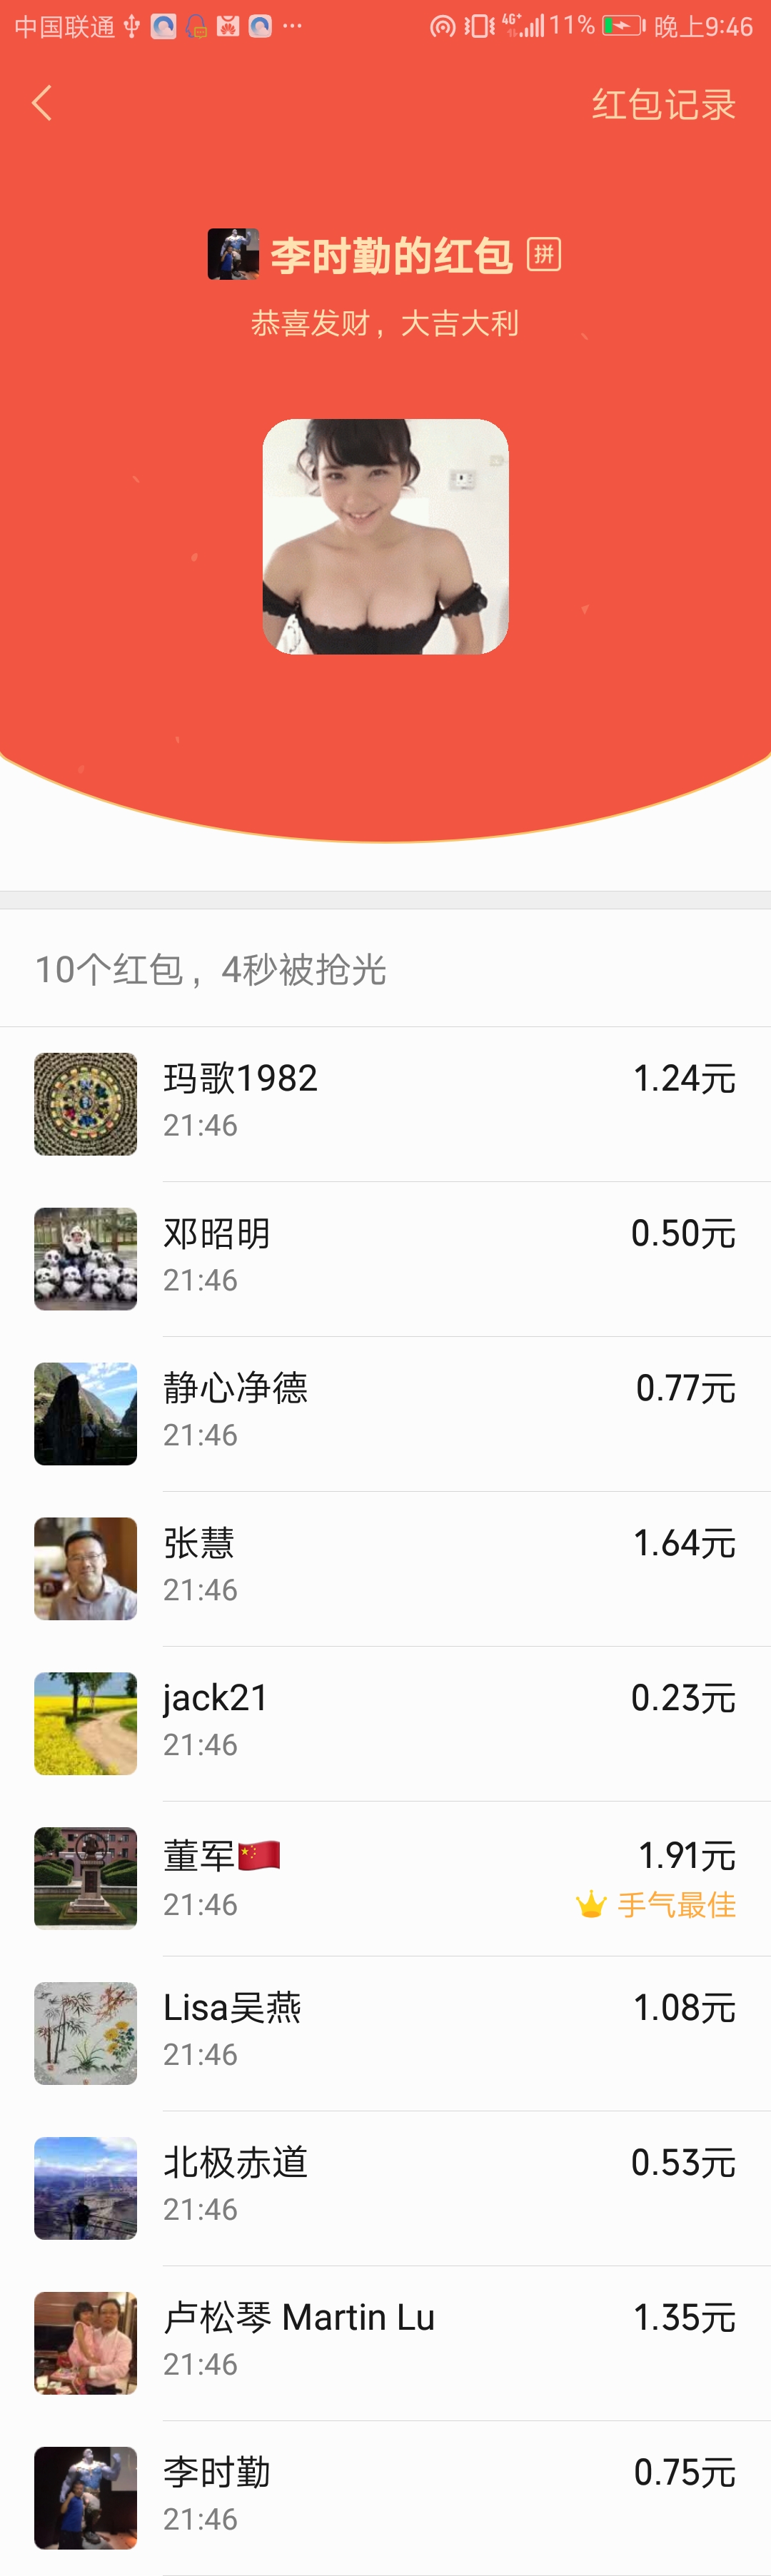 中国联通 4G+ 11% 晚上9:46
红包记录
李时勤的红包 拼
恭喜发财，大吉大利
10个红包，4秒被抢光
玛歌1982 1.24元
21:46
邓昭明 0.50元
21:46
静心净德 0.77元
21:46
张慧 1.64元
21:46
jack21 0.23元
21:46
董军🇨🇳 1.91元
21:46 手气最佳
Lisa吴燕 1.08元
21:46
北极赤道 0.53元
21:46
卢松琴 Martin Lu 1.35元
21:46
李时勤 0.75元
21:46